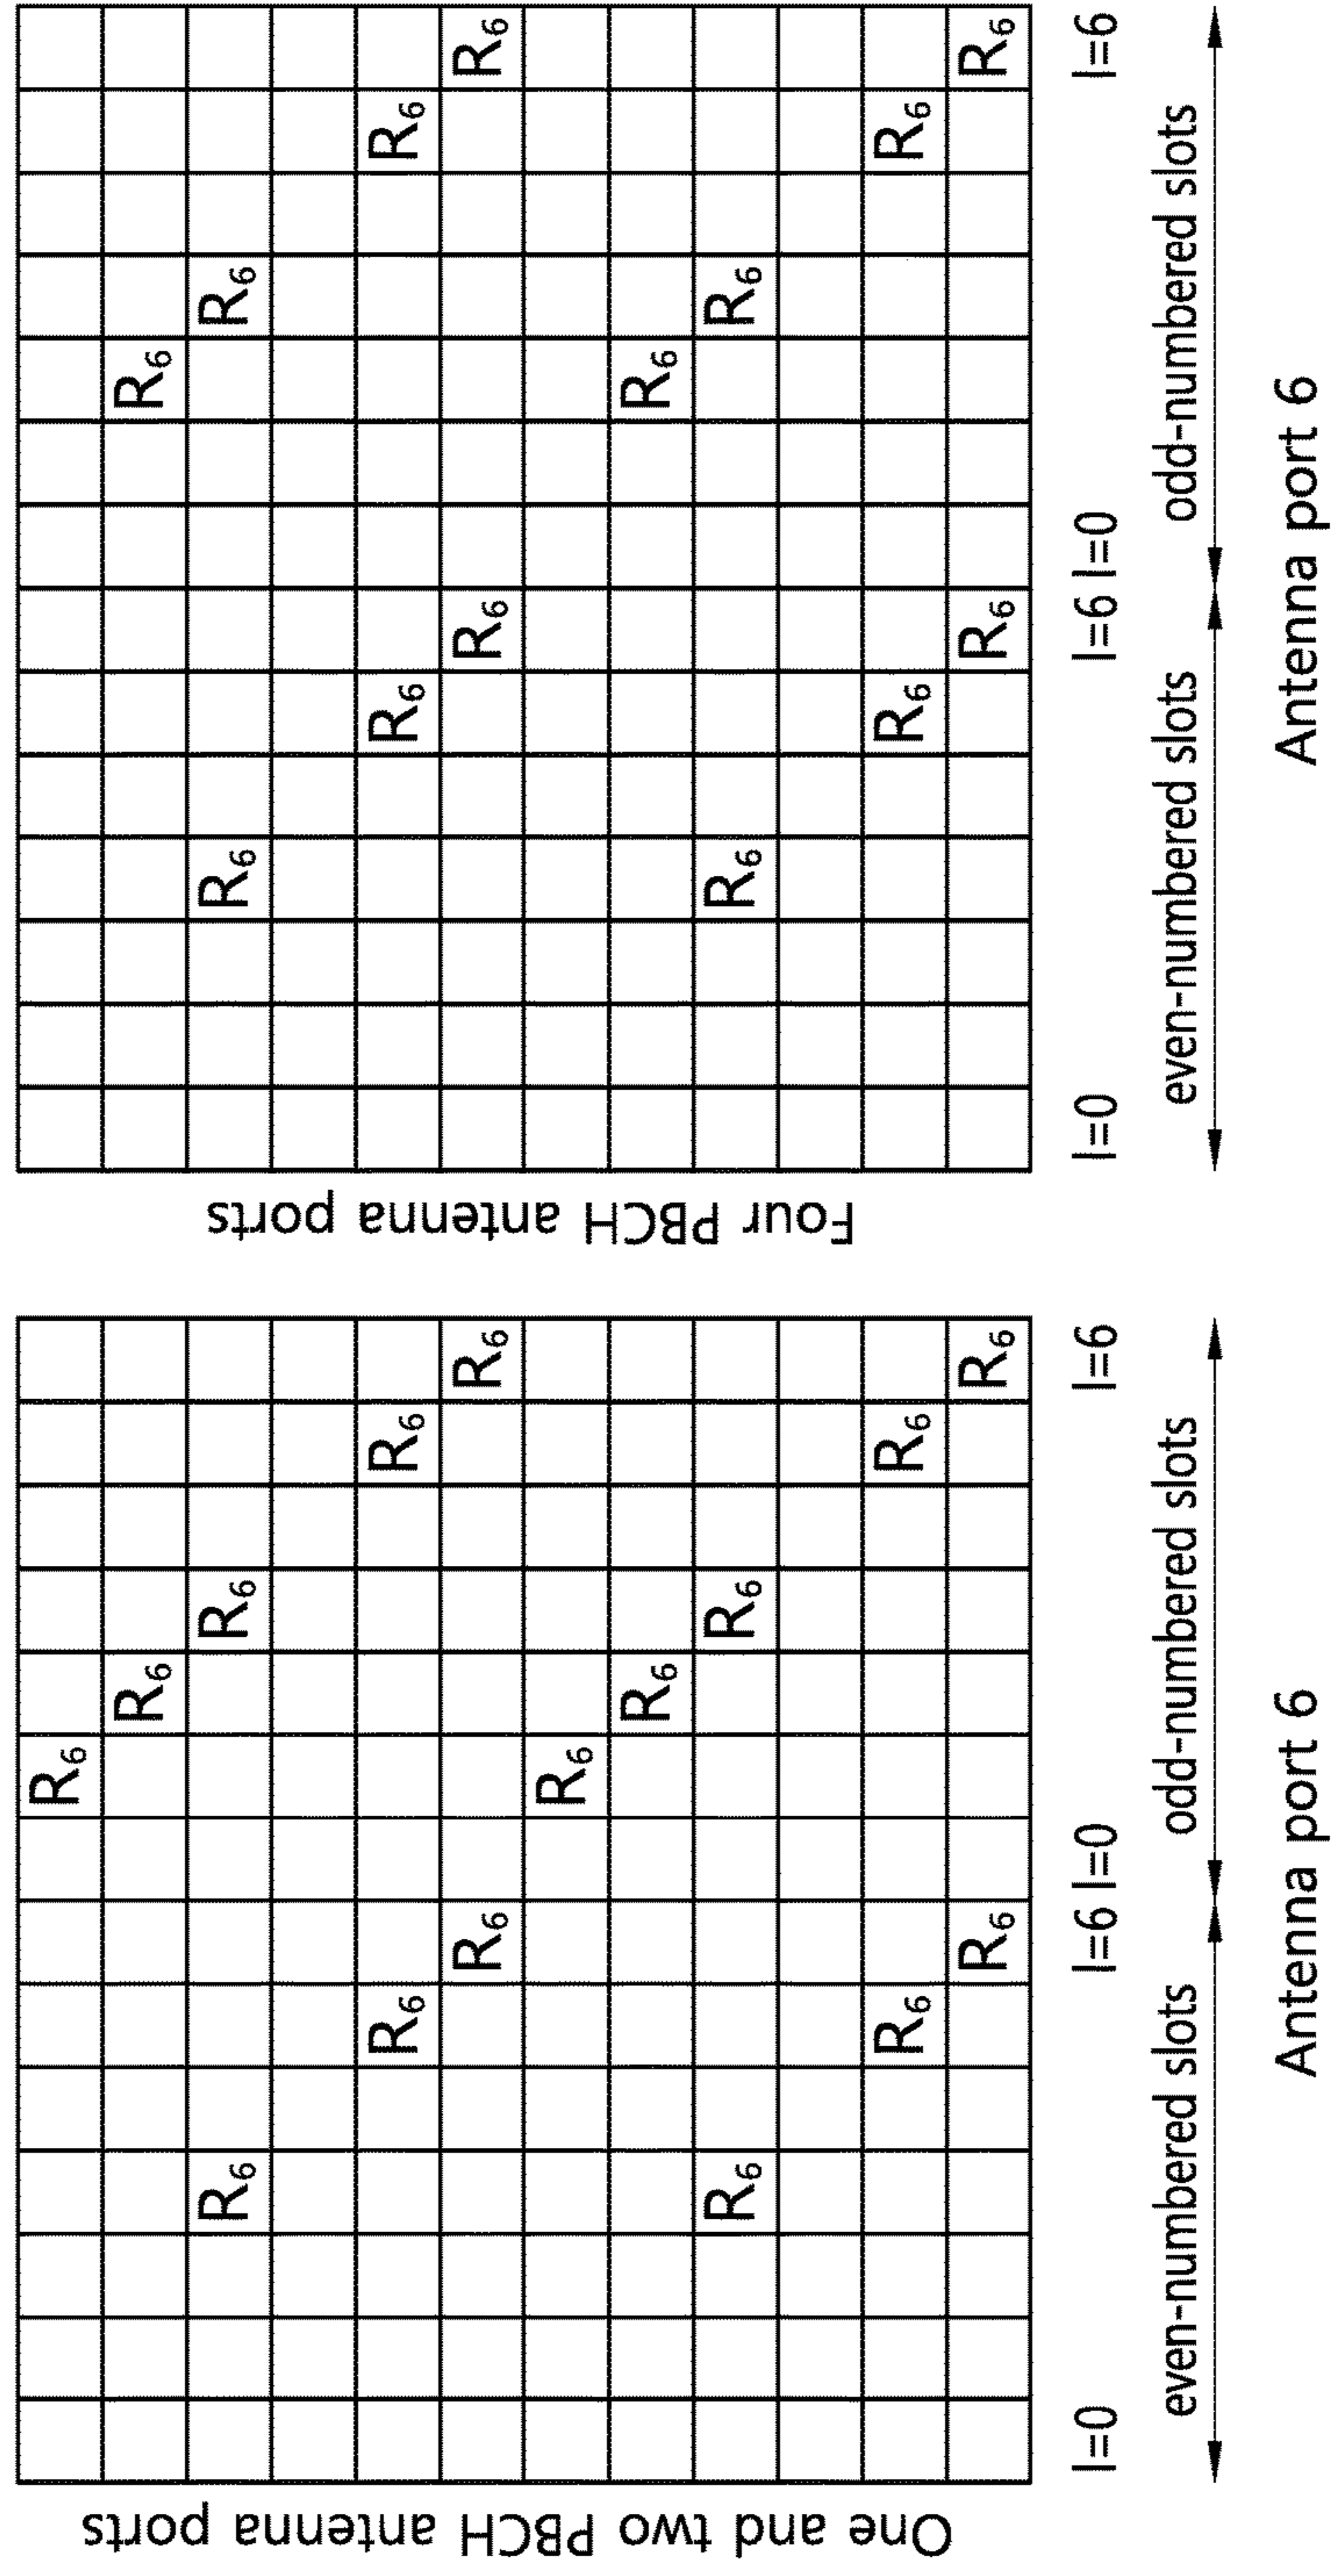 One and two PBCH antenna ports
R6
R6 R6
R6 R6 R6 R6
R6 R6 R6 R6
R6 R6 R6 R6
R6
R6 R6
R6 R6 R6 R6
R6 R6 R6 R6
R6 R6 R6 R6
l=0 l=6 l=0 l=6
even-numbered slots odd-numbered slots
Antenna port 6
Four PBCH antenna ports
l=0 l=6 l=0 l=6
even-numbered slots odd-numbered slots
Antenna port 6